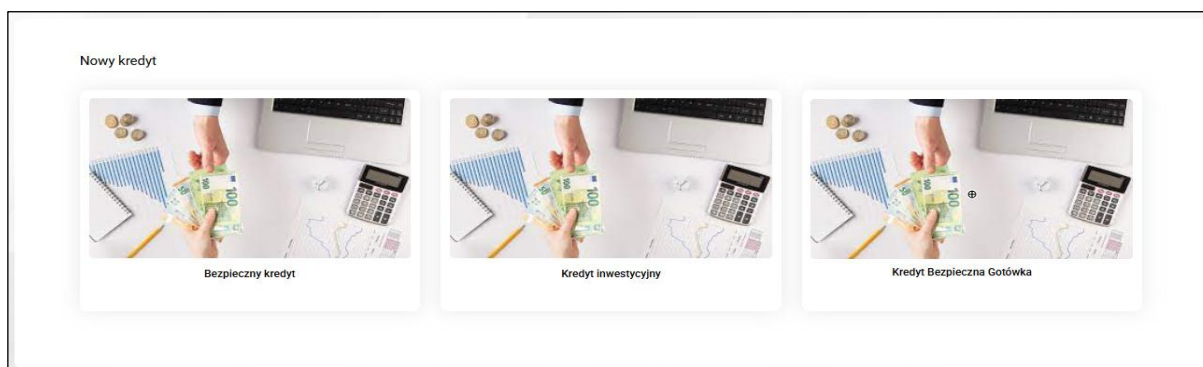 Nowy kredyt
Bezpieczny kredyt
Kredyt inwestycyjny
Kredyt Bezpieczna Gotówka